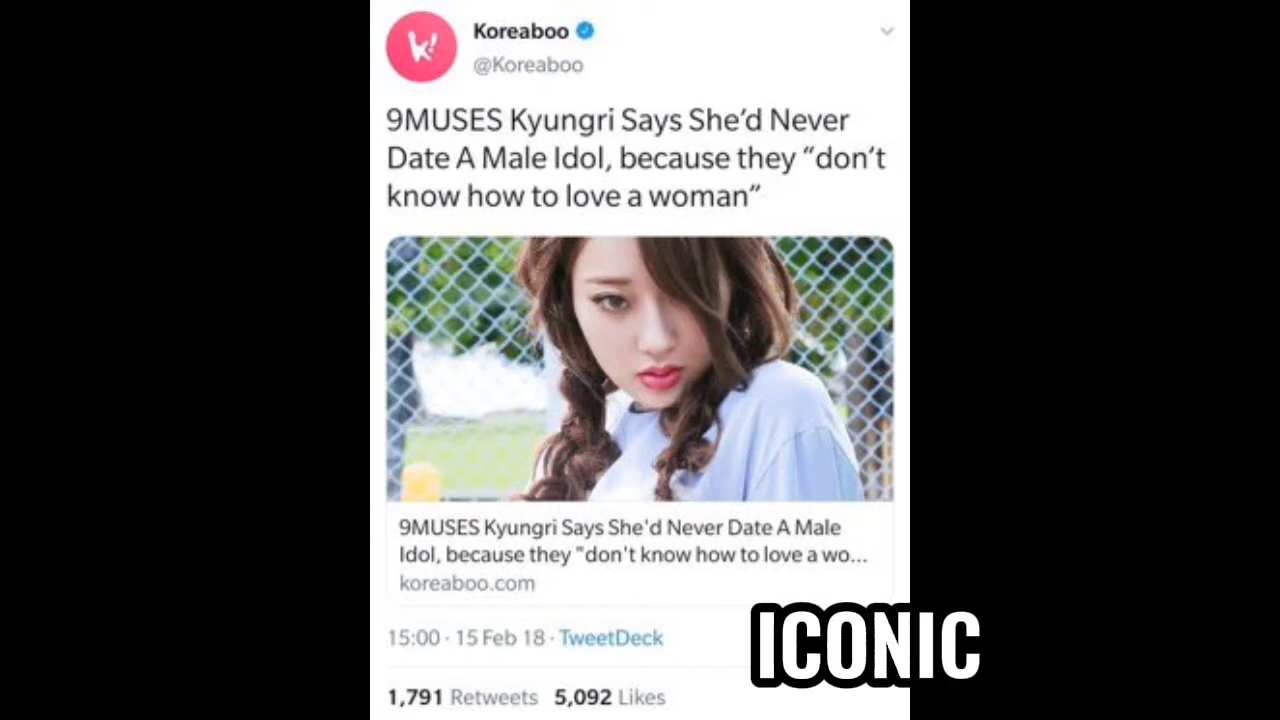 Koreaboo
@Koreaboo
9MUSES Kyungri Says She’d Never
Date A Male Idol, because they “don’t
know how to love a woman”
9MUSES Kyungri Says She'd Never Date A Male
Idol, because they "don't know how to love a wo...
koreaboo.com
15:00 · 15 Feb 18 · TweetDeck
ICONIC
1,791 Retweets 5,092 Likes